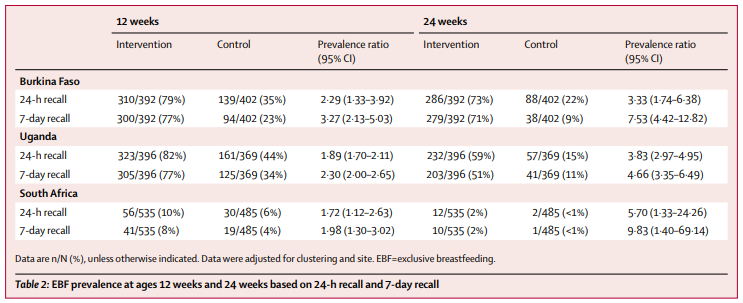 12 weeks 24 weeks
Intervention Control Prevalence ratio Intervention Control Prevalence ratio
(95% CI) (95% CI)
Burkina Faso
24-h recall 310/392 (79%) 139/402 (35%) 2·29 (1·33–3·92) 286/392 (73%) 88/402 (22%) 3·33 (1·74–6·38)
7-day recall 300/392 (77%) 94/402 (23%) 3·27 (2·13–5·03) 279/392 (71%) 38/402 (9%) 7·53 (4·42–12·82)
Uganda
24-h recall 323/396 (82%) 161/369 (44%) 1·89 (1·70–2·11) 232/396 (59%) 57/369 (15%) 3·83 (2·97–4·95)
7-day recall 305/396 (77%) 125/369 (34%) 2·30 (2·00–2·65) 203/396 (51%) 41/369 (11%) 4·66 (3·35–6·49)
South Africa
24-h recall 56/535 (10%) 30/485 (6%) 1·72 (1·12–2·63) 12/535 (2%) 2/485 (<1%) 5·70 (1·33–24·26)
7-day recall 41/535 (8%) 19/485 (4%) 1·98 (1·30–3·02) 10/535 (2%) 1/485 (<1%) 9·83 (1·40–69·14)
Data are n/N (%), unless otherwise indicated. Data were adjusted for clustering and site. EBF=exclusive breastfeeding.
Table 2: EBF prevalence at ages 12 weeks and 24 weeks based on 24-h recall and 7-day recall